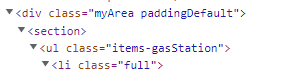 ▼<div class="myArea paddingDefault">
▼<section>
▼<ul class="items-gasStation">
▼<li class="full">